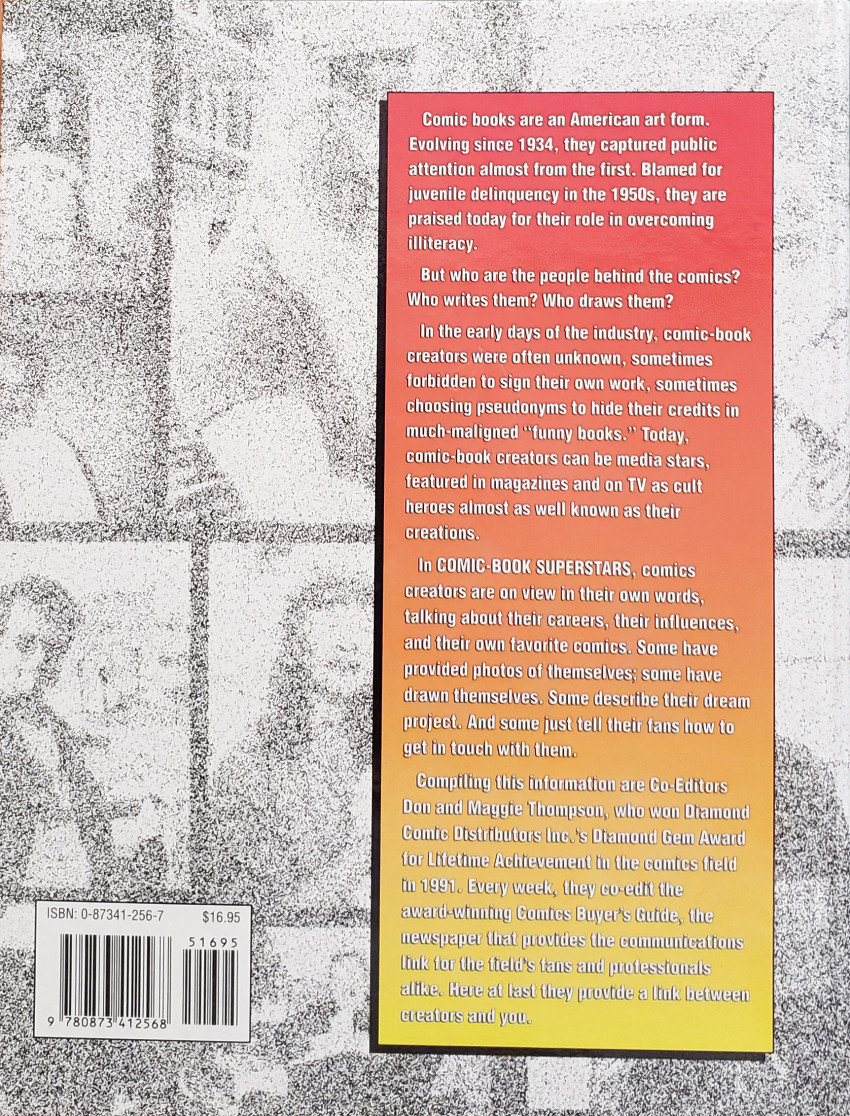 Comic books are an American art form.
Evolving since 1934, they captured public
attention almost from the first. Blamed for
juvenile delinquency in the 1950s, they are
praised today for their role in overcoming
illiteracy.
But who are the people behind the comics?
Who writes them? Who draws them?
In the early days of the industry, comic-book
creators were often unknown, sometimes
forbidden to sign their own work, sometimes
choosing pseudonyms to hide their credits in
much-maligned “funny books.” Today,
comic-book creators can be media stars,
featured in magazines and on TV as cult
heroes almost as well known as their
creations.
In COMIC-BOOK SUPERSTARS, comics
creators are on view in their own words,
talking about their careers, their influences,
and their own favorite comics. Some have
provided photos of themselves; some have
drawn themselves. Some describe their dream
project. And some just tell their fans how to
get in touch with them.
Compiling this information are Co-Editors
Don and Maggie Thompson, who won Diamond
Comic Distributors Inc.'s Diamond Gem Award
for Lifetime Achievement in the comics field
in 1991. Every week, they co-edit the
award-winning Comics Buyer's Guide, the
newspaper that provides the communications
link for the field's fans and professionals
alike. Here at last they provide a link between
creators and you.
ISBN: 0-87341-256-7 $16.95
51695
9 780873 412568